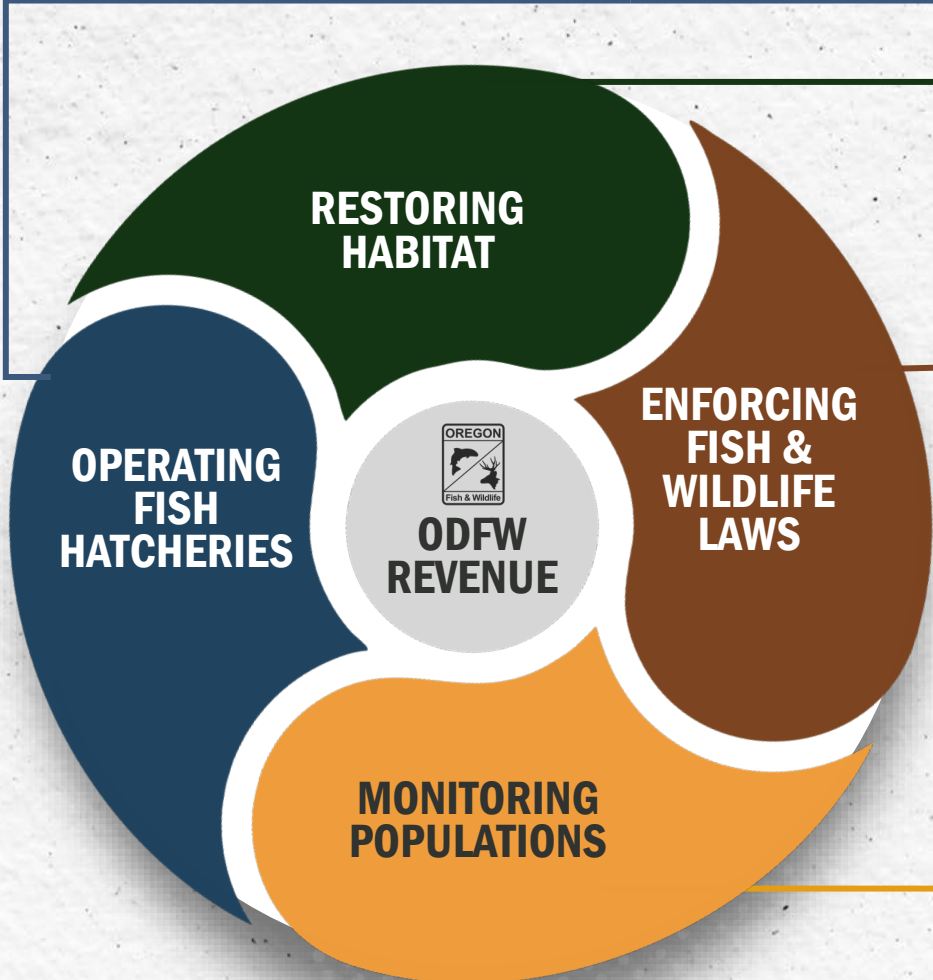 RESTORING
HABITAT
ENFORCING
FISH &
WILDLIFE
LAWS
OPERATING
FISH
HATCHERIES
OREGON
Fish & Wildlife
ODFW
REVENUE
MONITORING
POPULATIONS